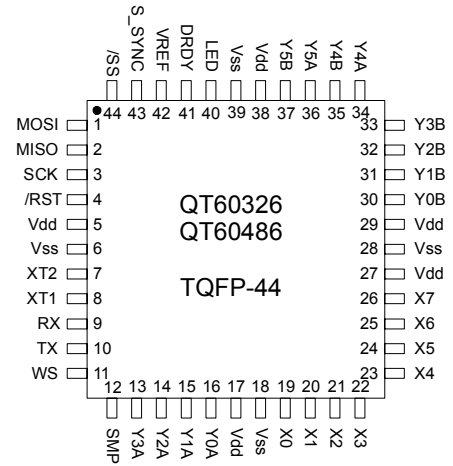 /SS S_SYNC VREF DRDY LED Vss Vdd Y5B Y5A Y4B Y4A
44 43 42 41 40 39 38 37 36 35 34
MOSI 1 33 Y3B
MISO 2 32 Y2B
SCK 3 31 Y1B
/RST 4 30 Y0B
Vdd 5 29 Vdd
Vss 6 28 Vss
XT2 7 27 Vdd
XT1 8 26 X7
RX 9 25 X6
TX 10 24 X5
WS 11 23 X4
QT60326
QT60486
TQFP-44
12 13 14 15 16 17 18 19 20 21 22
SMP Y3A Y2A Y1A Y0A Vdd Vss X0 X1 X2 X3